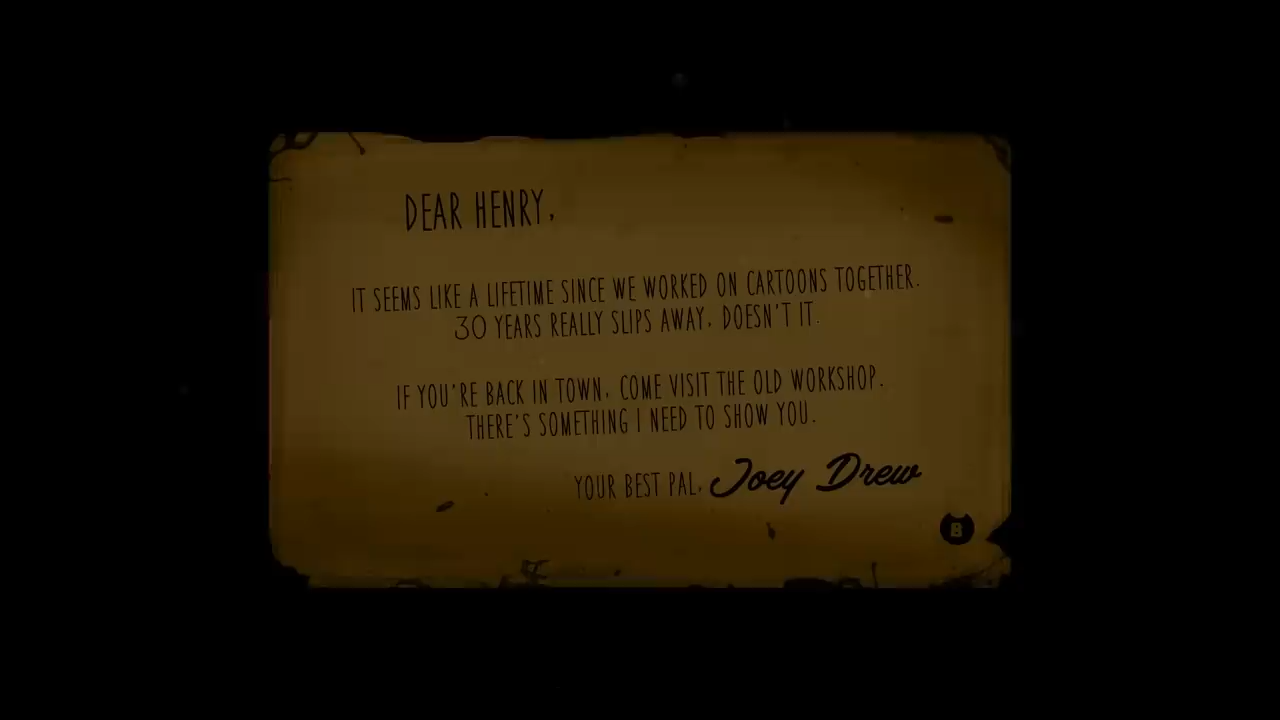 DEAR HENRY,
IT SEEMS LIKE A LIFETIME SINCE WE WORKED ON CARTOONS TOGETHER.
30 YEARS REALLY SLIPS AWAY, DOESN'T IT.
IF YOU'RE BACK IN TOWN, COME VISIT THE OLD WORKSHOP.
THERE'S SOMETHING I NEED TO SHOW YOU.
YOUR BEST PAL, Joey Drew
B